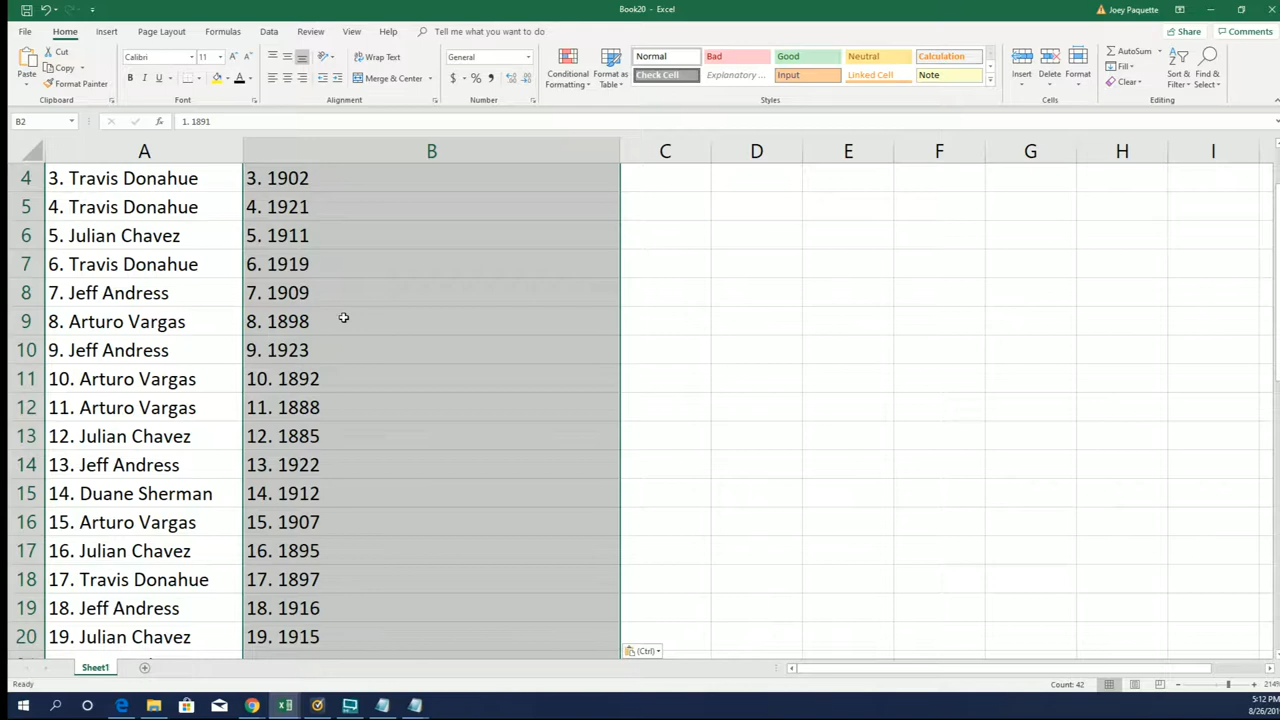 Book20 - Excel
Joey Paquette
File Home Insert Page Layout Formulas Data Review View Help Tell me what you want to do Share Comments
Cut
Copy
Format Painter
Paste
Clipboard
Calibri 11
B I U
Font
Wrap Text
Merge & Center
Alignment
General
$ % ,
Number
Conditional Formatting
Format as Table
Normal Bad Good Neutral Calculation
Check Cell Explanatory ... Input Linked Cell Note
Styles
Insert Delete Format
Cells
AutoSum
Fill
Clear
Sort & Filter
Find & Select
Editing
B2 fx 1. 1891
A B C D E F G H I
4 3. Travis Donahue 3. 1902
5 4. Travis Donahue 4. 1921
6 5. Julian Chavez 5. 1911
7 6. Travis Donahue 6. 1919
8 7. Jeff Andress 7. 1909
9 8. Arturo Vargas 8. 1898
10 9. Jeff Andress 9. 1923
11 10. Arturo Vargas 10. 1892
12 11. Arturo Vargas 11. 1888
13 12. Julian Chavez 12. 1885
14 13. Jeff Andress 13. 1922
15 14. Duane Sherman 14. 1912
16 15. Arturo Vargas 15. 1907
17 16. Julian Chavez 16. 1895
18 17. Travis Donahue 17. 1897
19 18. Jeff Andress 18. 1916
20 19. Julian Chavez 19. 1915
(Ctrl)
Sheet1
Ready Count: 42 214%
5:12 PM
8/26/201